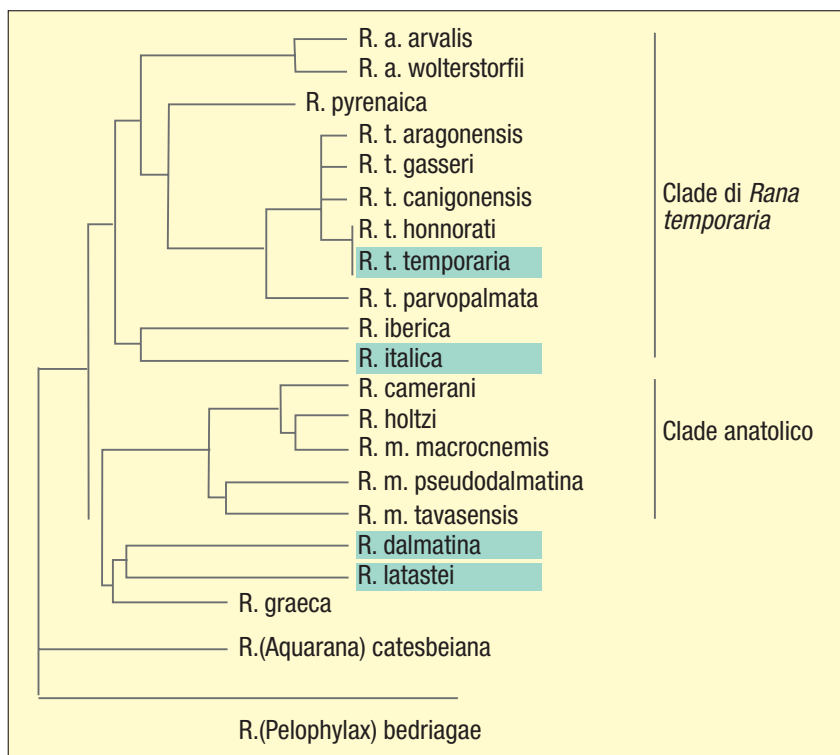 R. a. arvalis
R. a. wolterstorfii
R. pyrenaica
R. t. aragonensis
R. t. gasseri
R. t. canigonensis
R. t. honnorati
R. t. temporaria
R. t. parvopalmata
R. iberica
R. italica
Clade di Rana
temporaria
R. camerani
R. holtzi
R. m. macrocnemis
R. m. pseudodalmatina
R. m. tavasensis
Clade anatolico
R. dalmatina
R. latastei
R. graeca
R.(Aquarana) catesbeiana
R.(Pelophylax) bedriagae